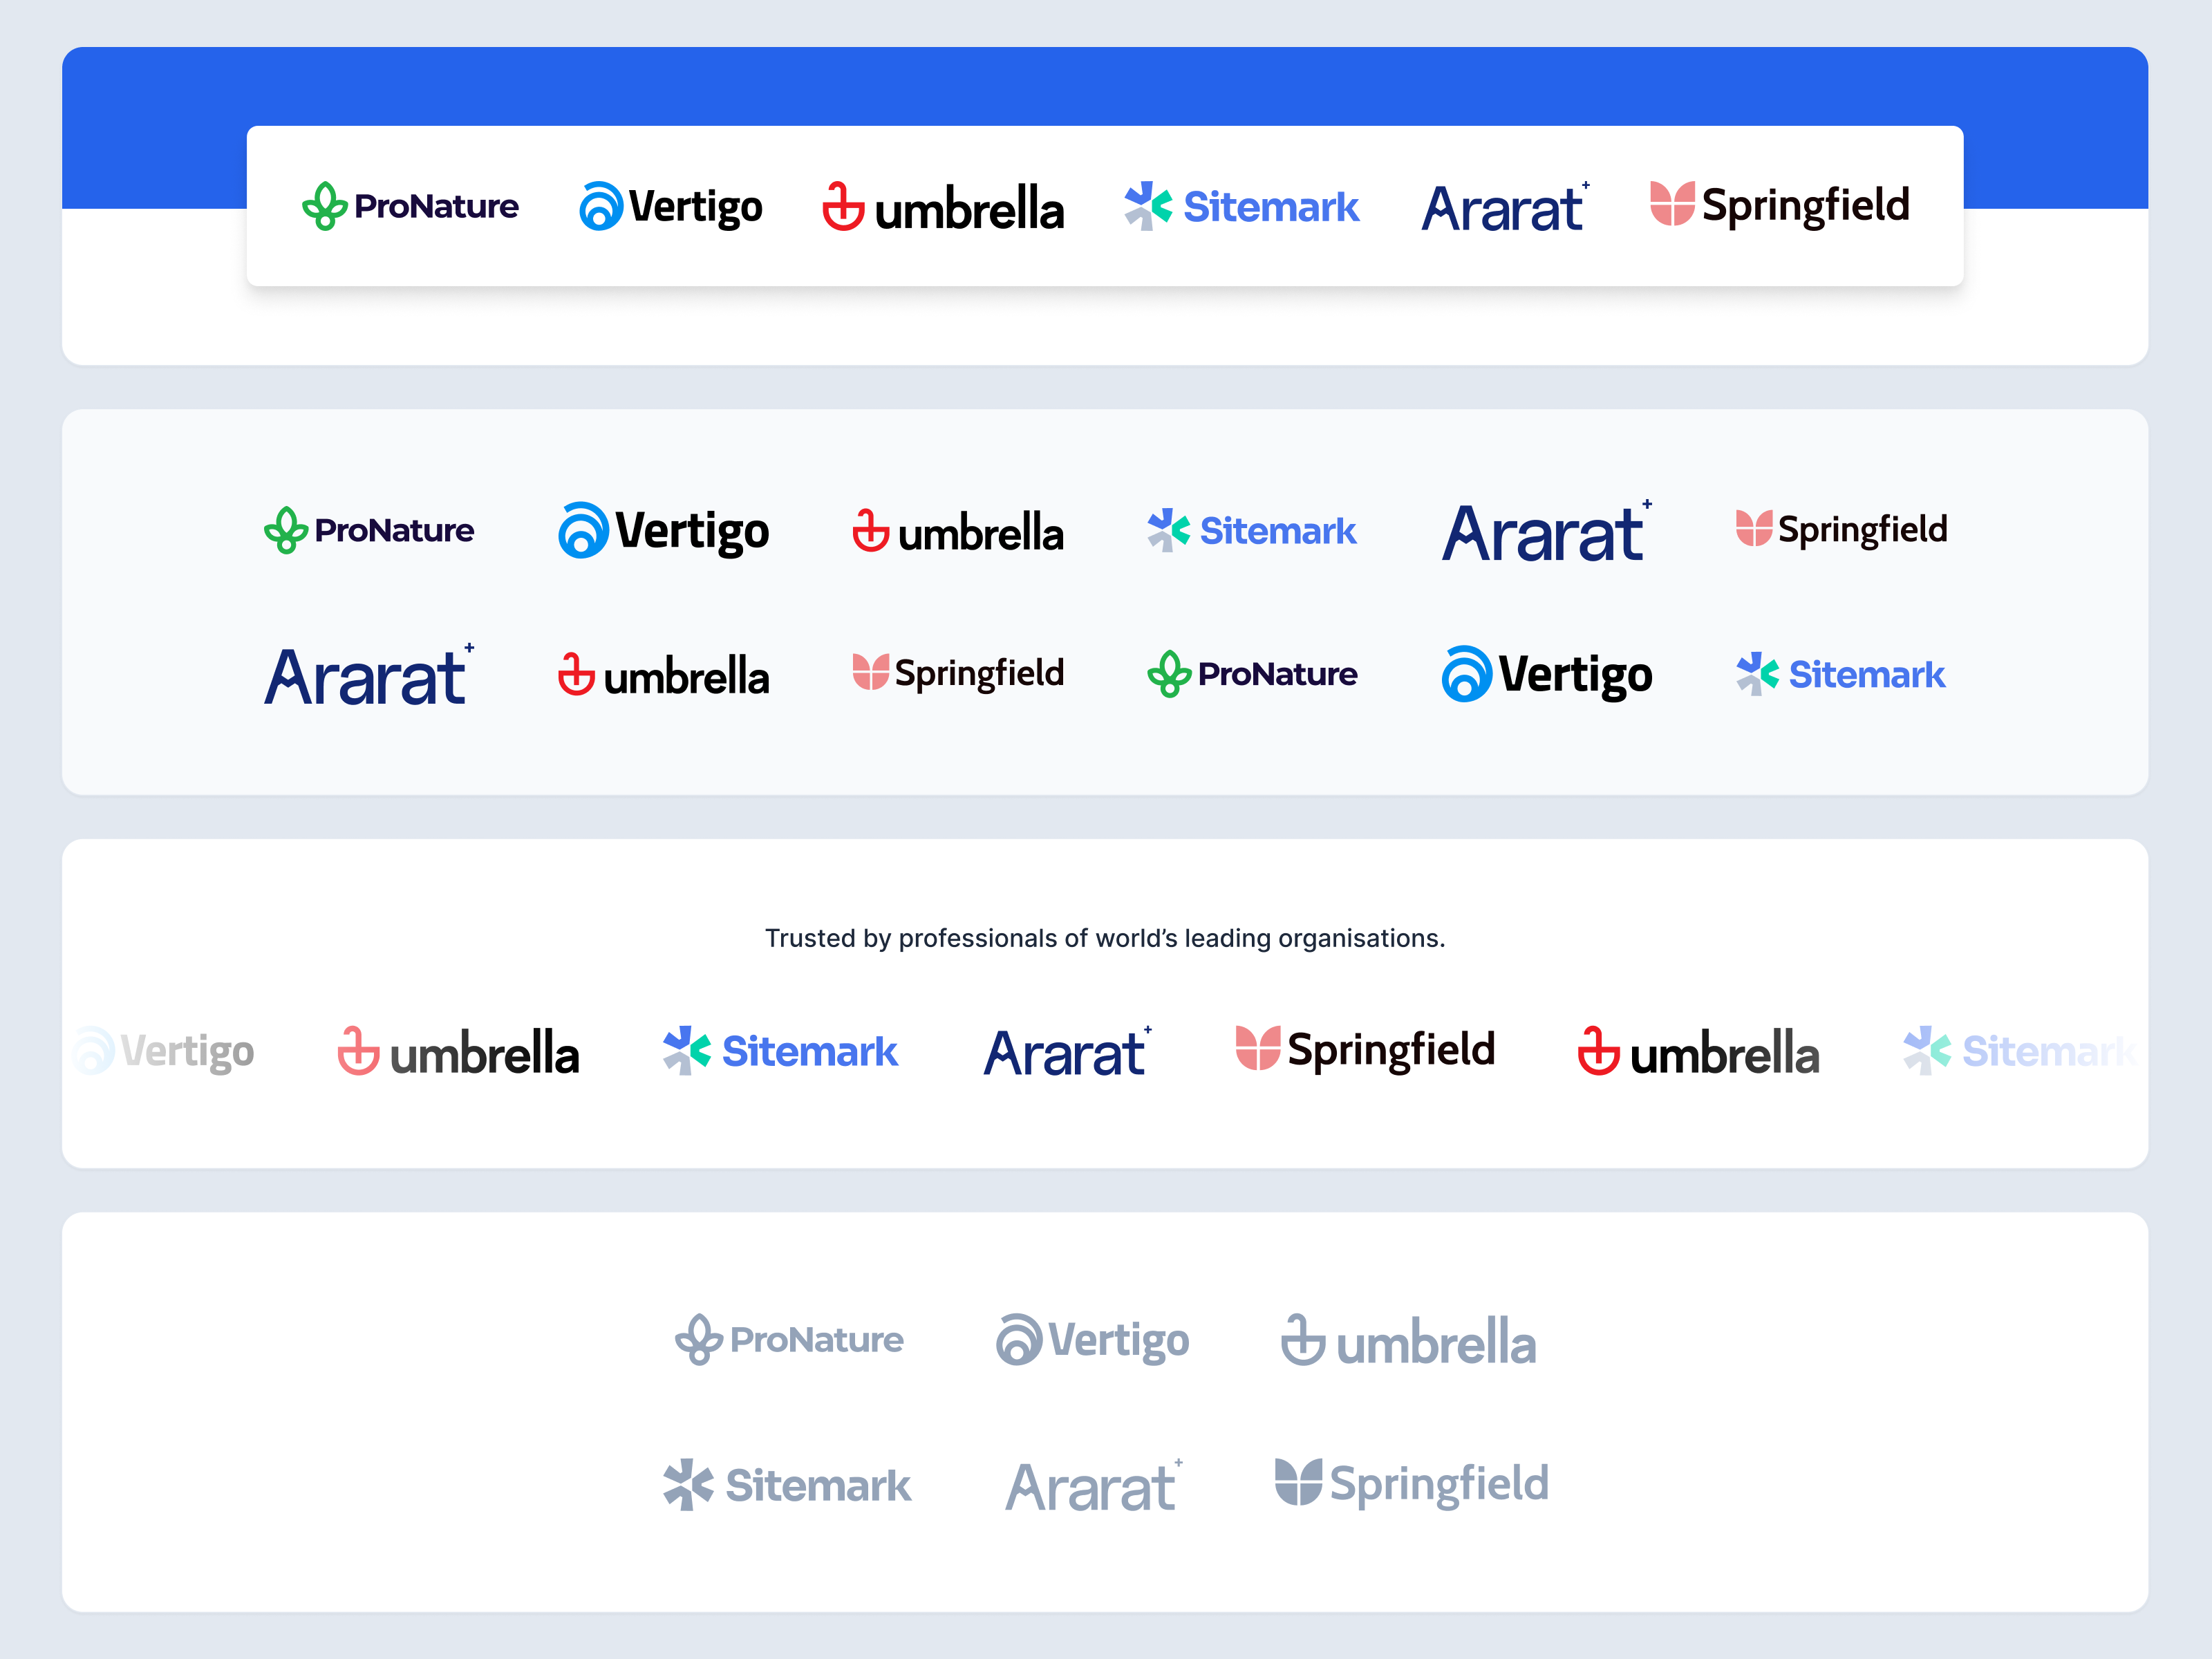 ProNature Vertigo umbrella Sitemark Ararat+ Springfield
ProNature Vertigo umbrella Sitemark Ararat+ Springfield
Ararat+ umbrella Springfield ProNature Vertigo Sitemark
Trusted by professionals of world’s leading organisations.
Vertigo umbrella Sitemark Ararat+ Springfield umbrella Sitemark
ProNature Vertigo umbrella
Sitemark Ararat+ Springfield